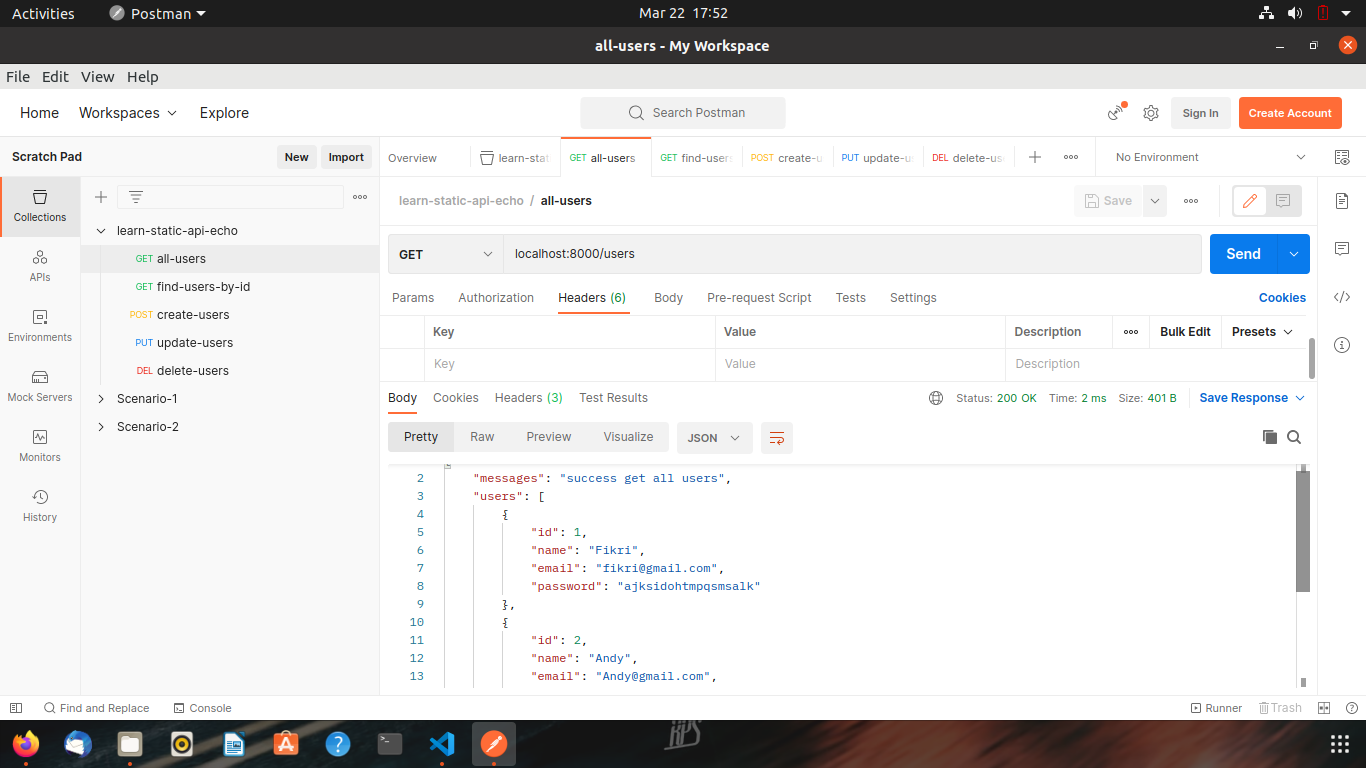 Activities Postman Mar 22 17:52
all-users - My Workspace
File Edit View Help
Home Workspaces Explore Search Postman Sign In Create Account
Scratch Pad New Import
Overview learn-stat GET all-users GET find-users POST create-u PUT update-u DEL delete-us No Environment
Collections
APIs
Environments
Mock Servers
Monitors
History
learn-static-api-echo
GET all-users
GET find-users-by-id
POST create-users
PUT update-users
DEL delete-users
Scenario-1
Scenario-2
learn-static-api-echo / all-users Save
GET localhost:8000/users Send
Params Authorization Headers (6) Body Pre-request Script Tests Settings Cookies
Key Value Description Bulk Edit Presets
Key Value Description
Body Cookies Headers (3) Test Results Status: 200 OK Time: 2 ms Size: 401 B Save Response
Pretty Raw Preview Visualize JSON
2 "messages": "success get all users",
3 "users": [
4 {
5 "id": 1,
6 "name": "Fikri",
7 "email": "fikri@gmail.com",
8 "password": "ajksidohtmpqsmsalk"
9 },
10 {
11 "id": 2,
12 "name": "Andy",
13 "email": "Andy@gmail.com",
Find and Replace Console Runner Trash